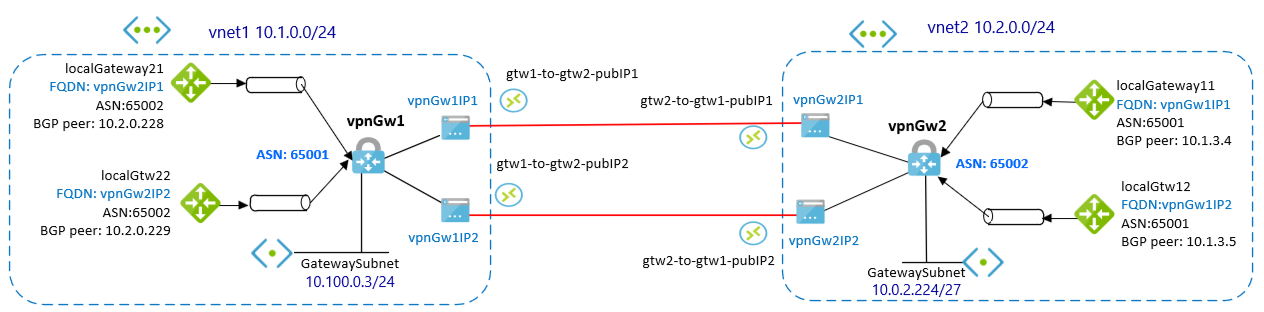 vnet1 10.1.0.0/24
localGateway21
FQDN: vpnGw2IP1
ASN:65002
BGP peer: 10.2.0.228
vpnGw1
ASN: 65001
localGtw22
FQDN: vpnGw2IP2
ASN:65002
BGP peer: 10.2.0.229
GatewaySubnet
10.100.0.3/24
vpnGw1IP1
vpnGw1IP2
gtw1-to-gtw2-pubIP1
gtw2-to-gtw1-pubIP1
gtw1-to-gtw2-pubIP2
gtw2-to-gtw1-pubIP2
vnet2 10.2.0.0/24
vpnGw2IP1
vpnGw2IP2
vpnGw2
ASN: 65002
GatewaySubnet
10.0.2.224/27
localGateway11
FQDN: vpnGw1IP1
ASN:65001
BGP peer: 10.1.3.4
localGtw12
FQDN:vpnGw1IP2
ASN:65001
BGP peer: 10.1.3.5